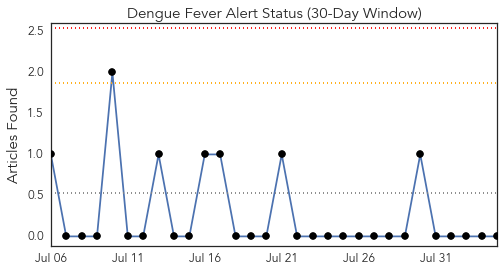 Dengue Fever Alert Status (30-Day Window)
Articles Found
2.5
2.0
1.5
1.0
0.5
0.0
Jul 06 Jul 11 Jul 16 Jul 21 Jul 26 Jul 31